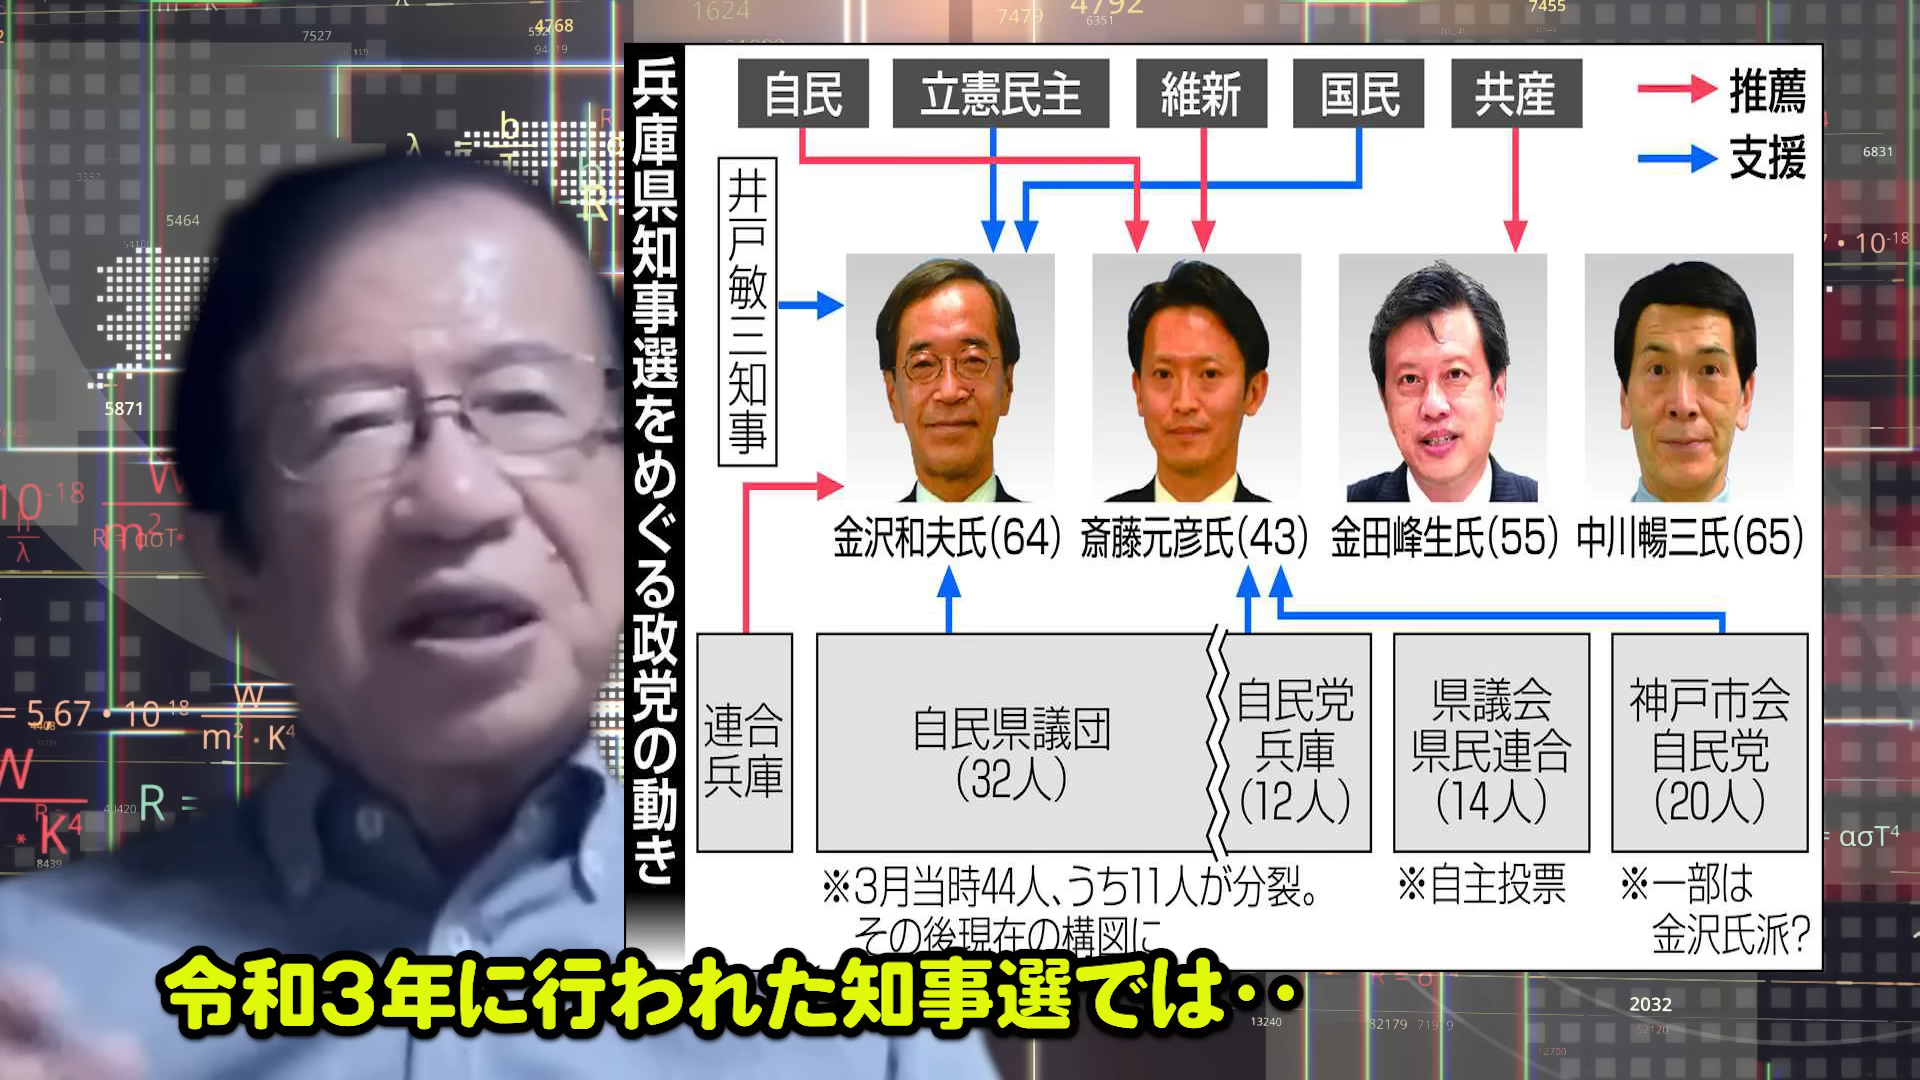 兵庫県知事選をめぐる政党の動き
自民
立憲民主
維新
国民
共産
推薦
支援
井戸敏三知事
金沢和夫氏(64)
斎藤元彦氏(43)
金田峰生氏(55)
中川暢三氏(65)
連合
兵庫
自民県議団
(32人)
自民党
兵庫
(12人)
県議会
県民連合
(14人)
神戸市会
自民党
(20人)
※3月当時44人、うち11人が分裂。
その後現在の構図に
※自主投票
※一部は
金沢氏派?
令和3年に行われた知事選では‥
1624
7527
4768
7479
4792
6351
7455
6831
3352
5464
5871
= 5.67 • 10⁻¹⁸ W/m² · K⁴
R =
8439
2032
13240
82179
12700
52120
= ασT⁴
• 10⁻¹⁸